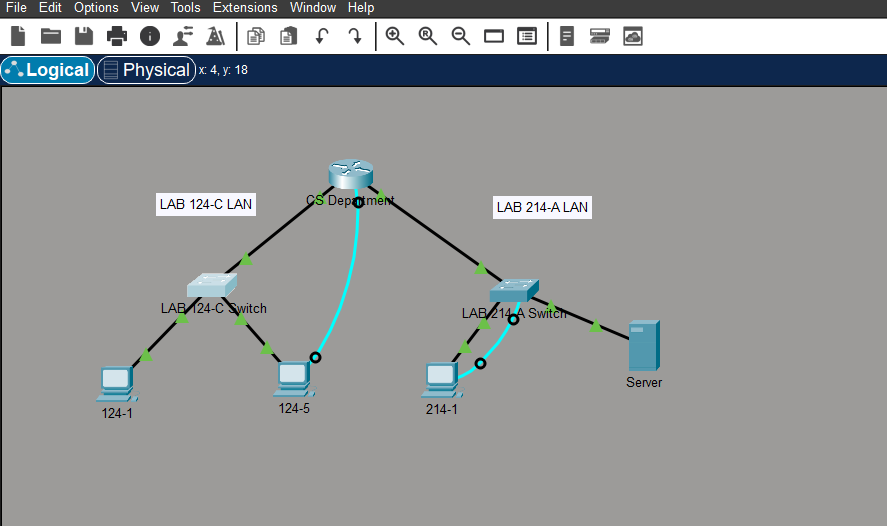 File Edit Options View Tools Extensions Window Help
Logical Physical x: 4, y: 18
CS Department
LAB 124-C LAN
LAB 214-A LAN
LAB 124-C Switch
LAB 214-A Switch
Server
124-1
124-5
214-1